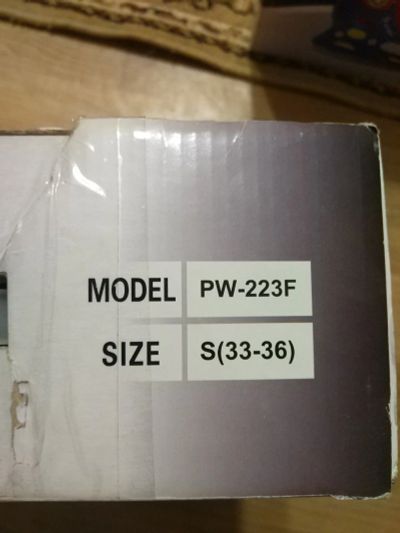 MODEL PW-223F
SIZE S(33-36)